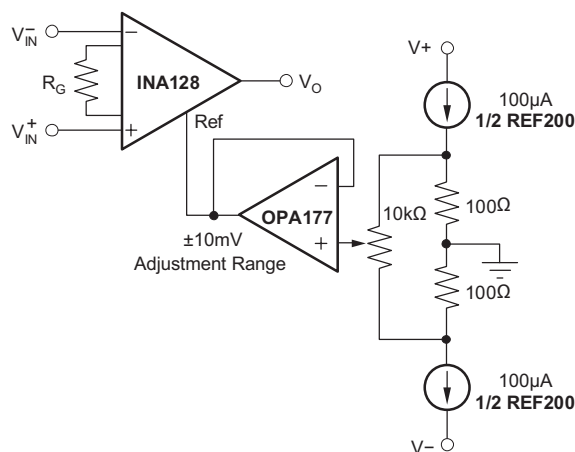 V⁻IN
RG
V⁺IN
−
+
INA128
VO
Ref
−
+
OPA177
±10mV
Adjustment Range
10kΩ
V+
100µA
1/2 REF200
100Ω
100Ω
100µA
1/2 REF200
V−